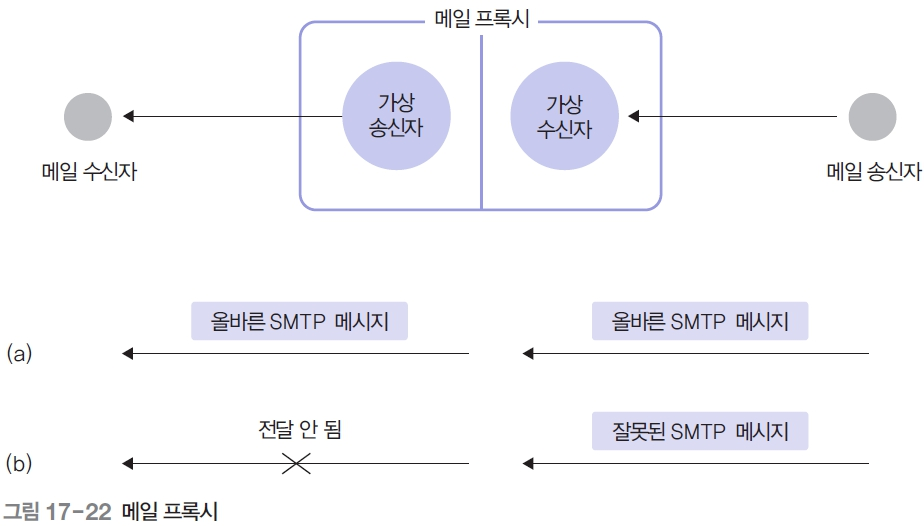 메일 프록시
가상
송신자
가상
수신자
메일 수신자
메일 송신자
올바른 SMTP 메시지
올바른 SMTP 메시지
(a)
전달 안 됨
잘못된 SMTP 메시지
(b)
그림 17-22 메일 프록시